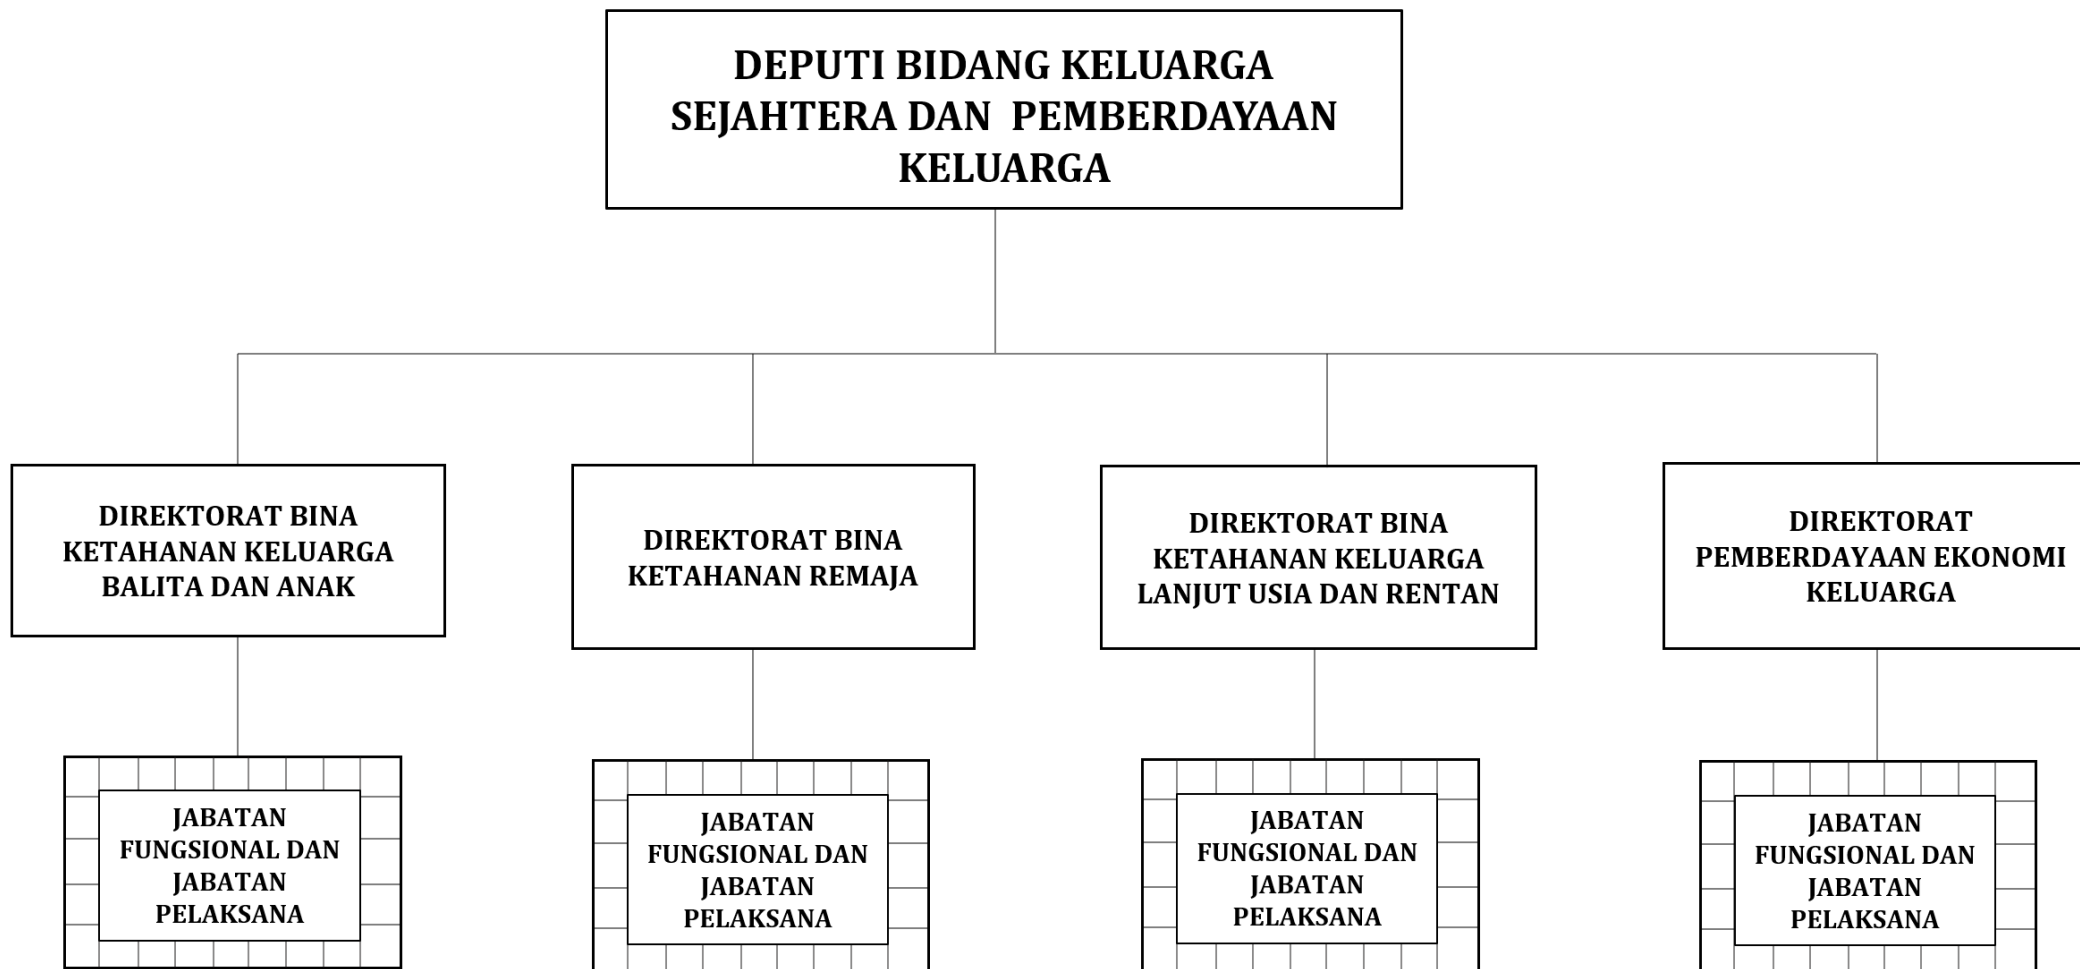 DEPUTI BIDANG KELUARGA
SEJAHTERA DAN PEMBERDAYAAN
KELUARGA
DIREKTORAT BINA
KETAHANAN KELUARGA
BALITA DAN ANAK
DIREKTORAT BINA
KETAHANAN REMAJA
DIREKTORAT BINA
KETAHANAN KELUARGA
LANJUT USIA DAN RENTAN
DIREKTORAT
PEMBERDAYAAN EKONOMI
KELUARGA
JABATAN
FUNGSIONAL DAN
JABATAN
PELAKSANA
JABATAN
FUNGSIONAL DAN
JABATAN
PELAKSANA
JABATAN
FUNGSIONAL DAN
JABATAN
PELAKSANA
JABATAN
FUNGSIONAL DAN
JABATAN
PELAKSANA